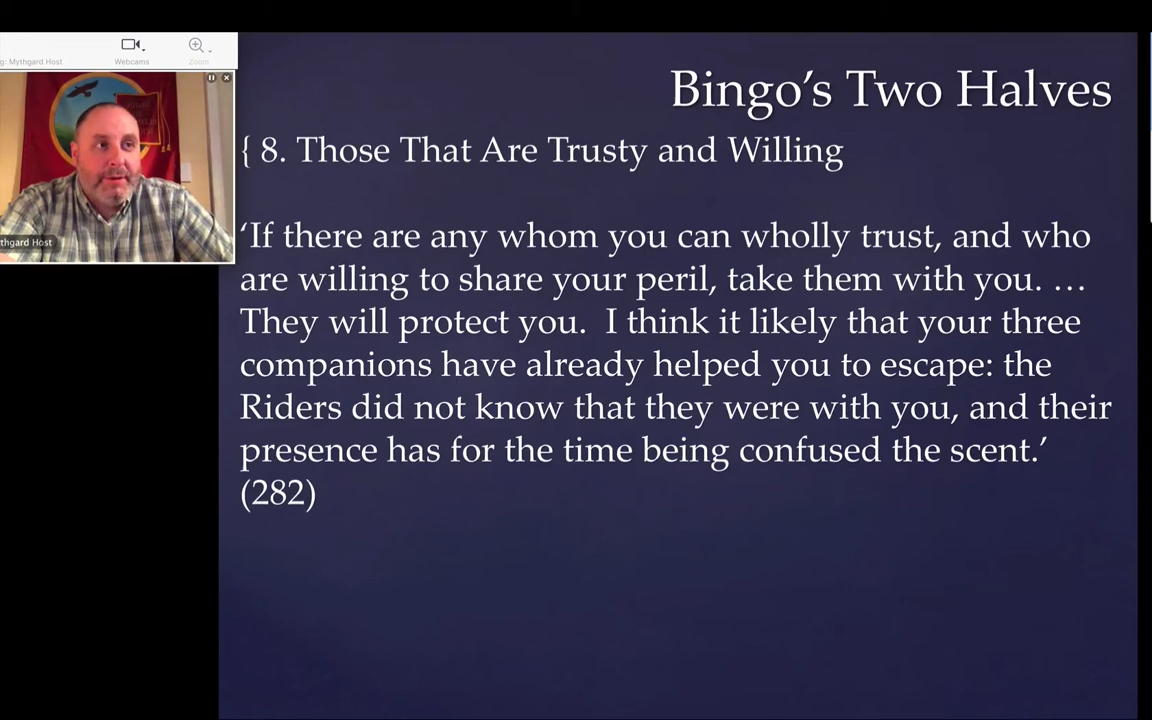 g: Mythgard Host
Webcams
Zoom
thgard Host
Bingo's Two Halves
{ 8. Those That Are Trusty and Willing
‘If there are any whom you can wholly trust, and who
are willing to share your peril, take them with you. …
They will protect you.  I think it likely that your three
companions have already helped you to escape: the
Riders did not know that they were with you, and their
presence has for the time being confused the scent.’
(282)